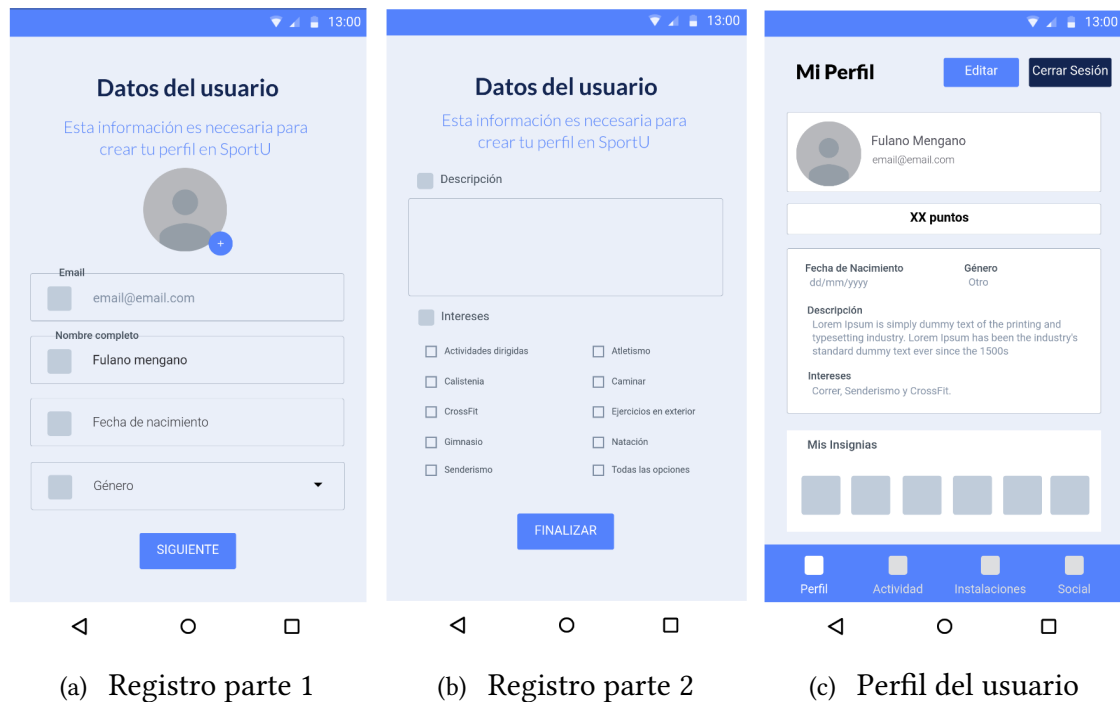 13:00
Datos del usuario
Esta información es necesaria para
crear tu perfil en SportU
+
Email
email@email.com
Nombre completo
Fulano mengano
Fecha de nacimiento
Género
SIGUIENTE
(a) Registro parte 1
13:00
Datos del usuario
Esta información es necesaria para
crear tu perfil en SportU
Descripción
Intereses
Actividades dirigidas
Atletismo
Calistenia
Caminar
CrossFit
Ejercicios en exterior
Gimnasio
Natación
Senderismo
Todas las opciones
FINALIZAR
(b) Registro parte 2
13:00
Mi Perfil
Editar
Cerrar Sesión
Fulano Mengano
email@email.com
XX puntos
Fecha de Nacimiento
Género
dd/mm/yyyy
Otro
Descripción
Lorem Ipsum is simply dummy text of the printing and
typesetting industry. Lorem Ipsum has been the industry's
standard dummy text ever since the 1500s
Intereses
Correr, Senderismo y CrossFit.
Mis Insignias
Perfil
Actividad
Instalaciones
Social
(c) Perfil del usuario